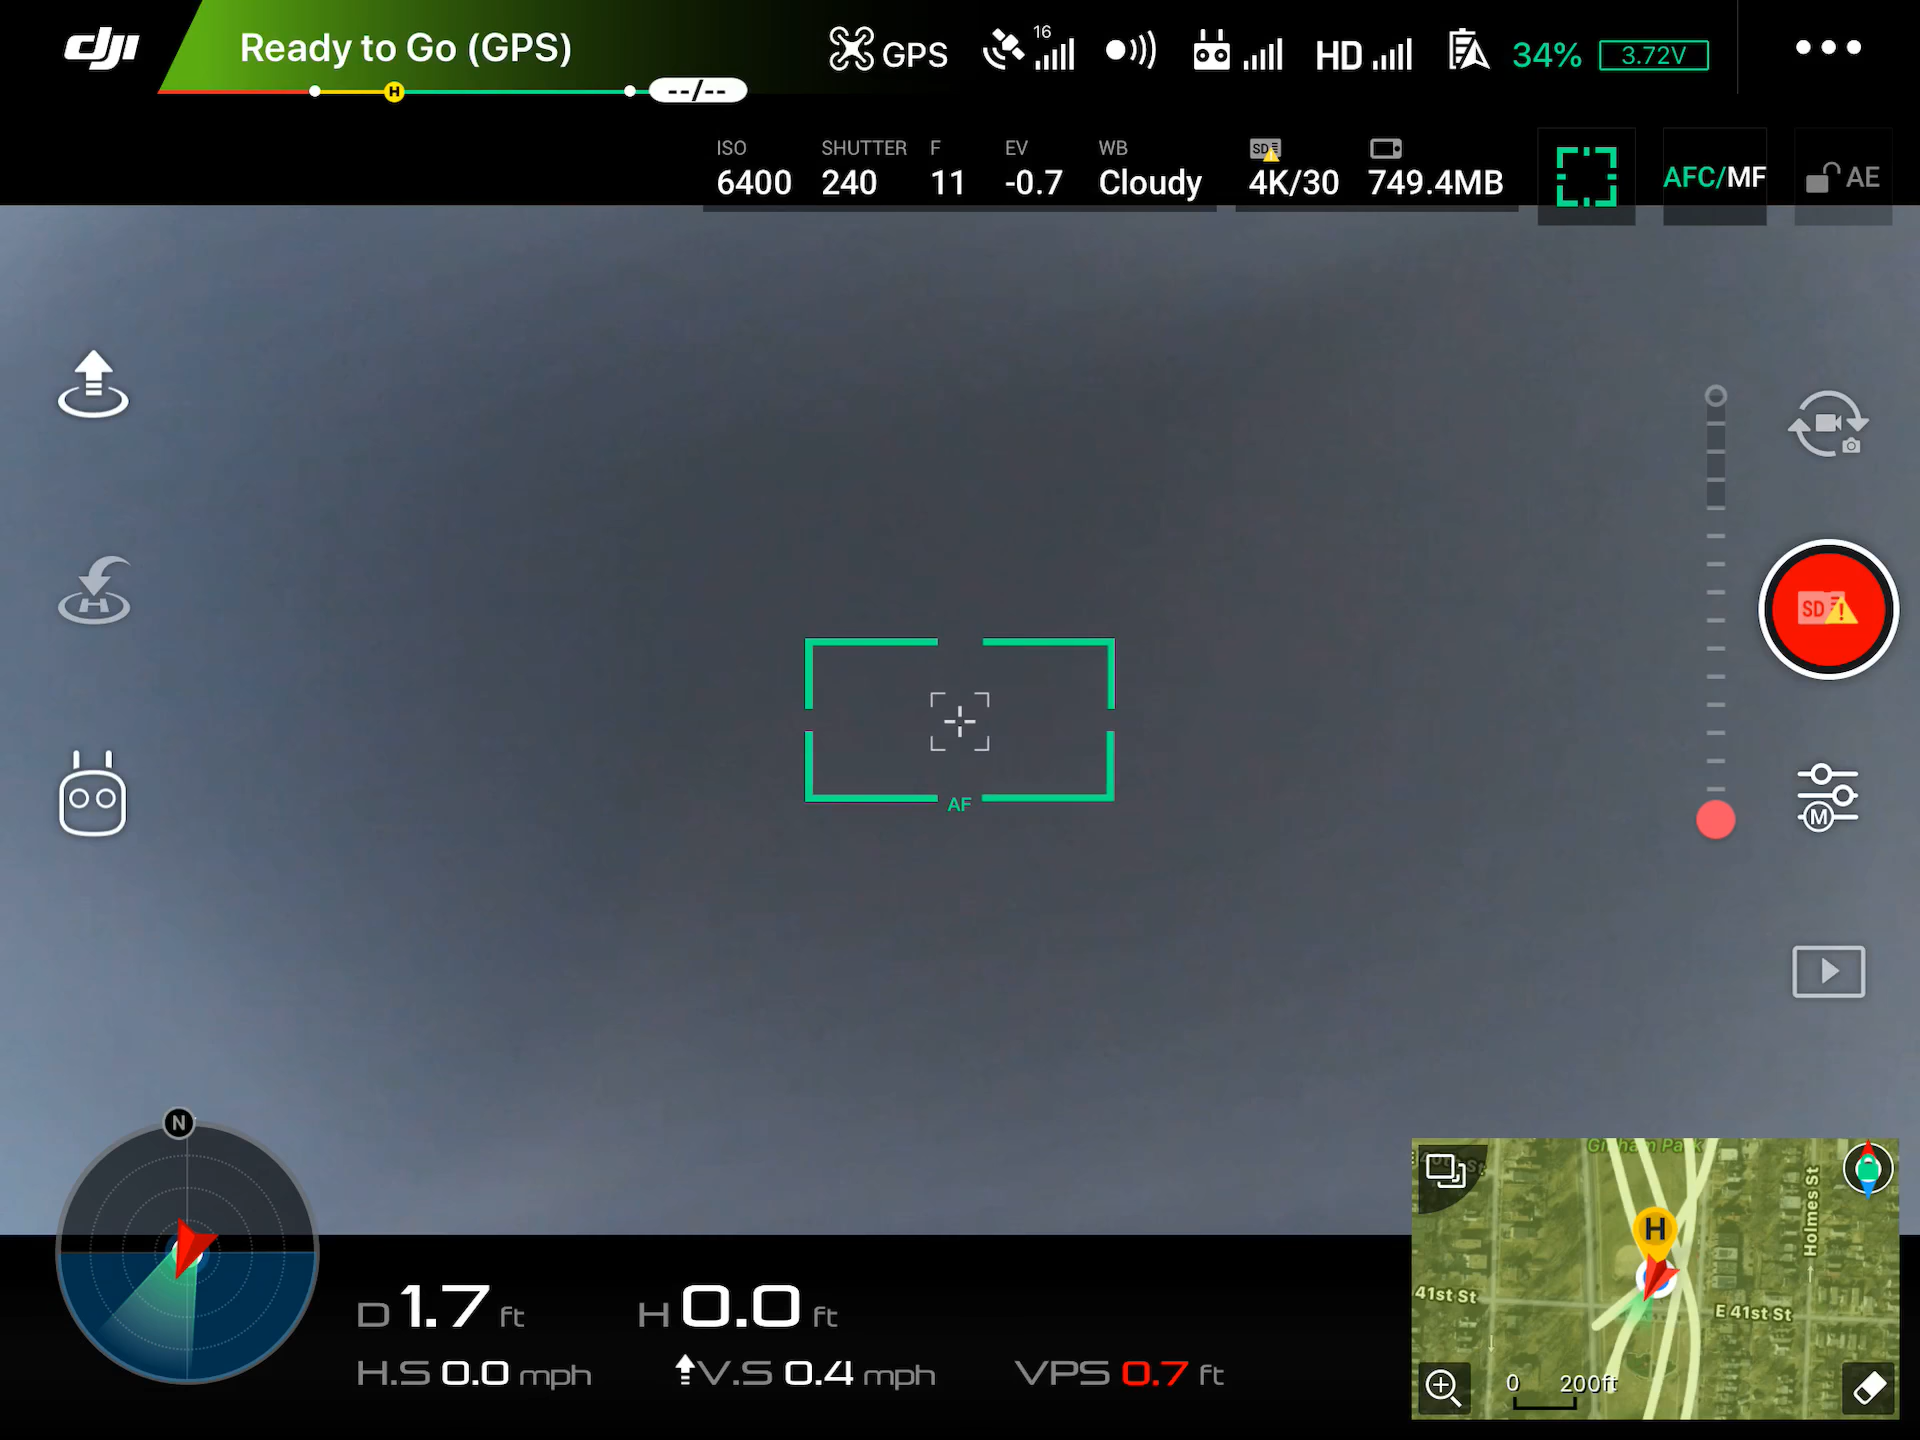 dji
Ready to Go (GPS)
H
--/--
GPS
16
HD
34%
3.72V
ISO
6400
SHUTTER
240
F
11
EV
-0.7
WB
Cloudy
SD
4K/30
749.4MB
AFC/MF
AE
H
SD
AF
M
N
D 1.7 ft
H 0.0 ft
H.S 0.0 mph
V.S 0.4 mph
VPS 0.7 ft
Gillham Park
Holmes St
H
41st St
E 41st St
0
200ft